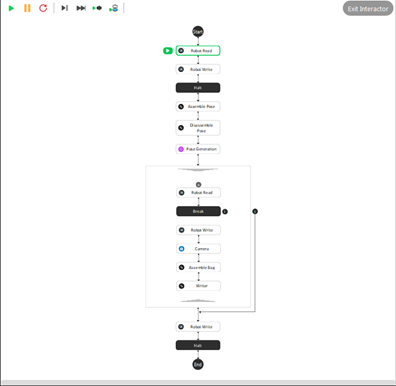 Exit Interactor
Start
Robot Read
Robot Write
Halt
Assemble Pose
Disassemble
Pose
Pose Generation
Robot Read
Break
Robot Write
Camera
Assemble Bag
Writer
Robot Write
Halt
End